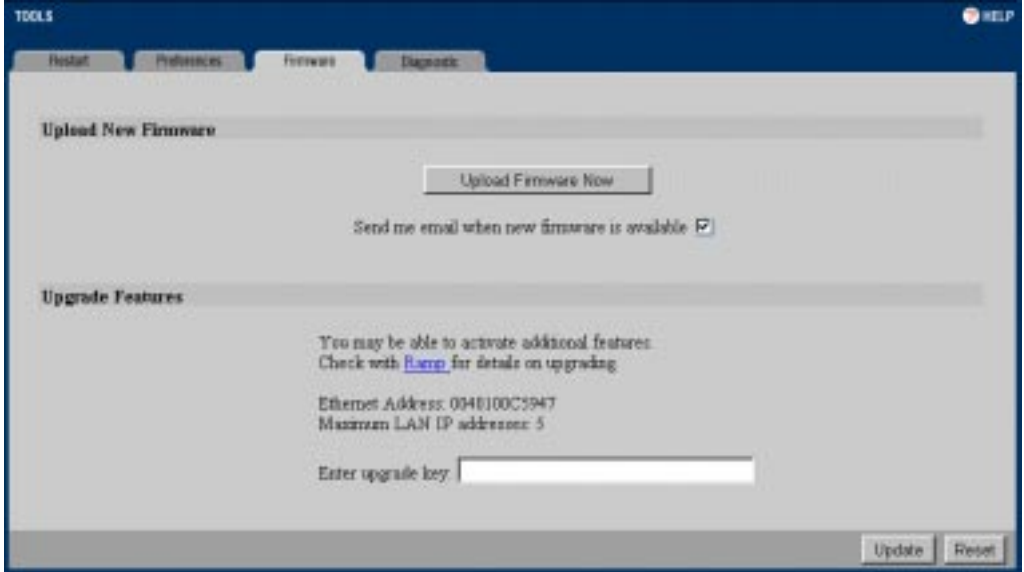 TOOLS
HELP
Restart
Preferences
Firmware
Diagnostic
Upload New Firmware
Upload Firmware Now
Send me email when new firmware is available
Upgrade Features
You may be able to activate additional features.
Check with Ramp for details on upgrading
Ethernet Address: 0040100C5947
Maximum LAN IP addresses: 5
Enter upgrade key:
Update
Reset